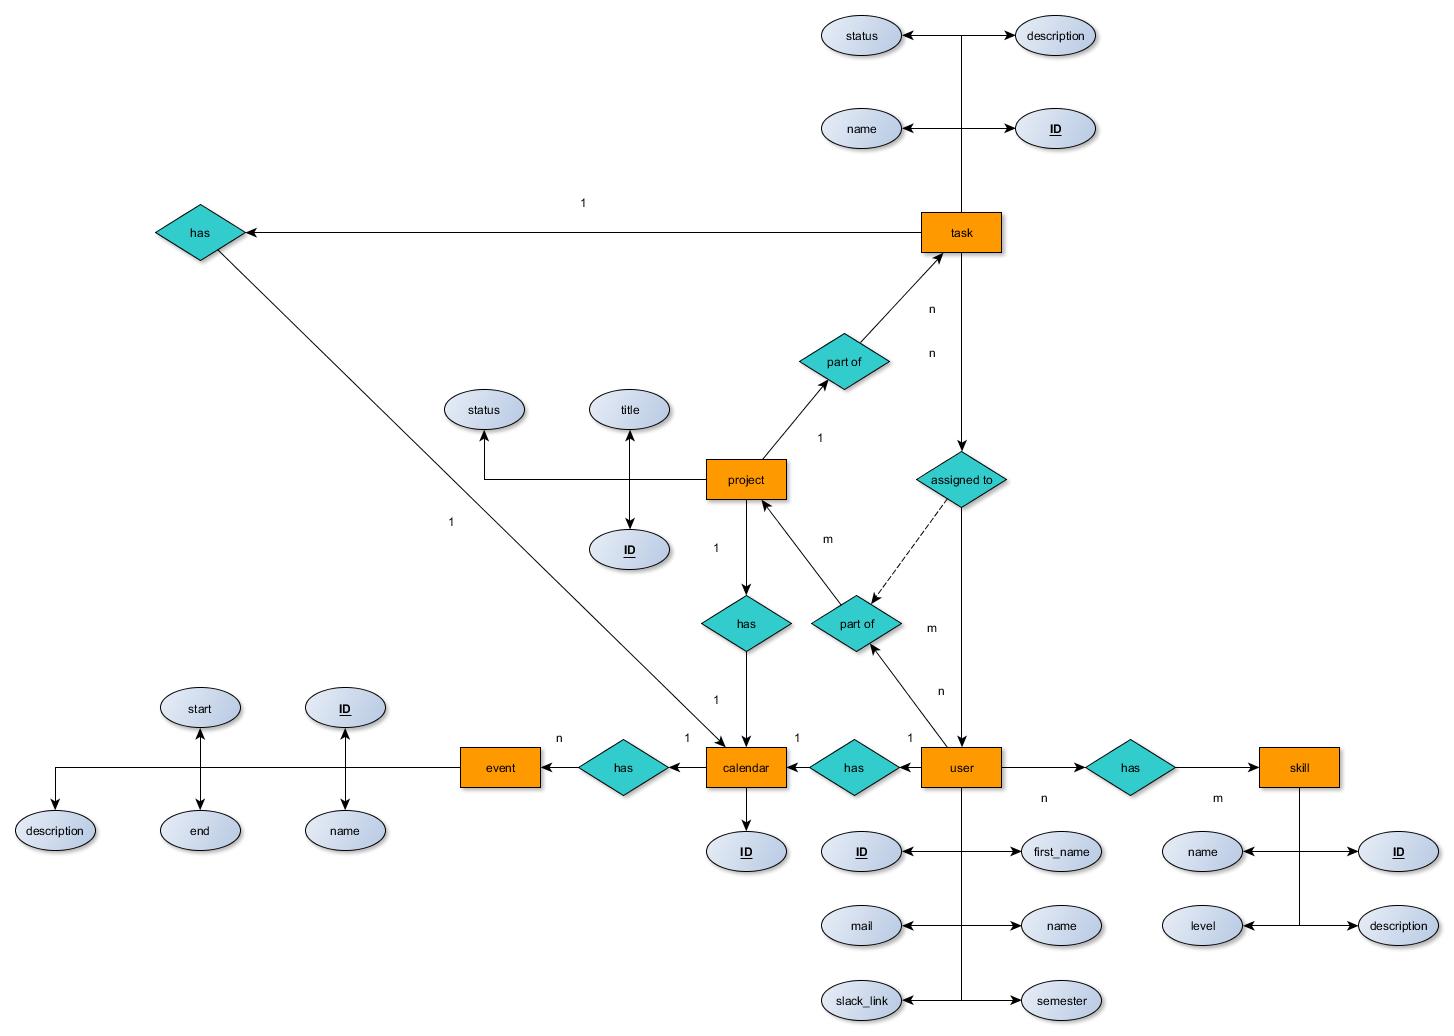 status
description
name
ID
1
has
task
n
part of
n
status
title
1
project
assigned to
1
ID
1
m
has
part of
m
n
1
start
ID
n
1
1
1
event
has
calendar
has
user
has
skill
n
m
description
end
name
ID
ID
first_name
name
ID
mail
name
level
description
slack_link
semester